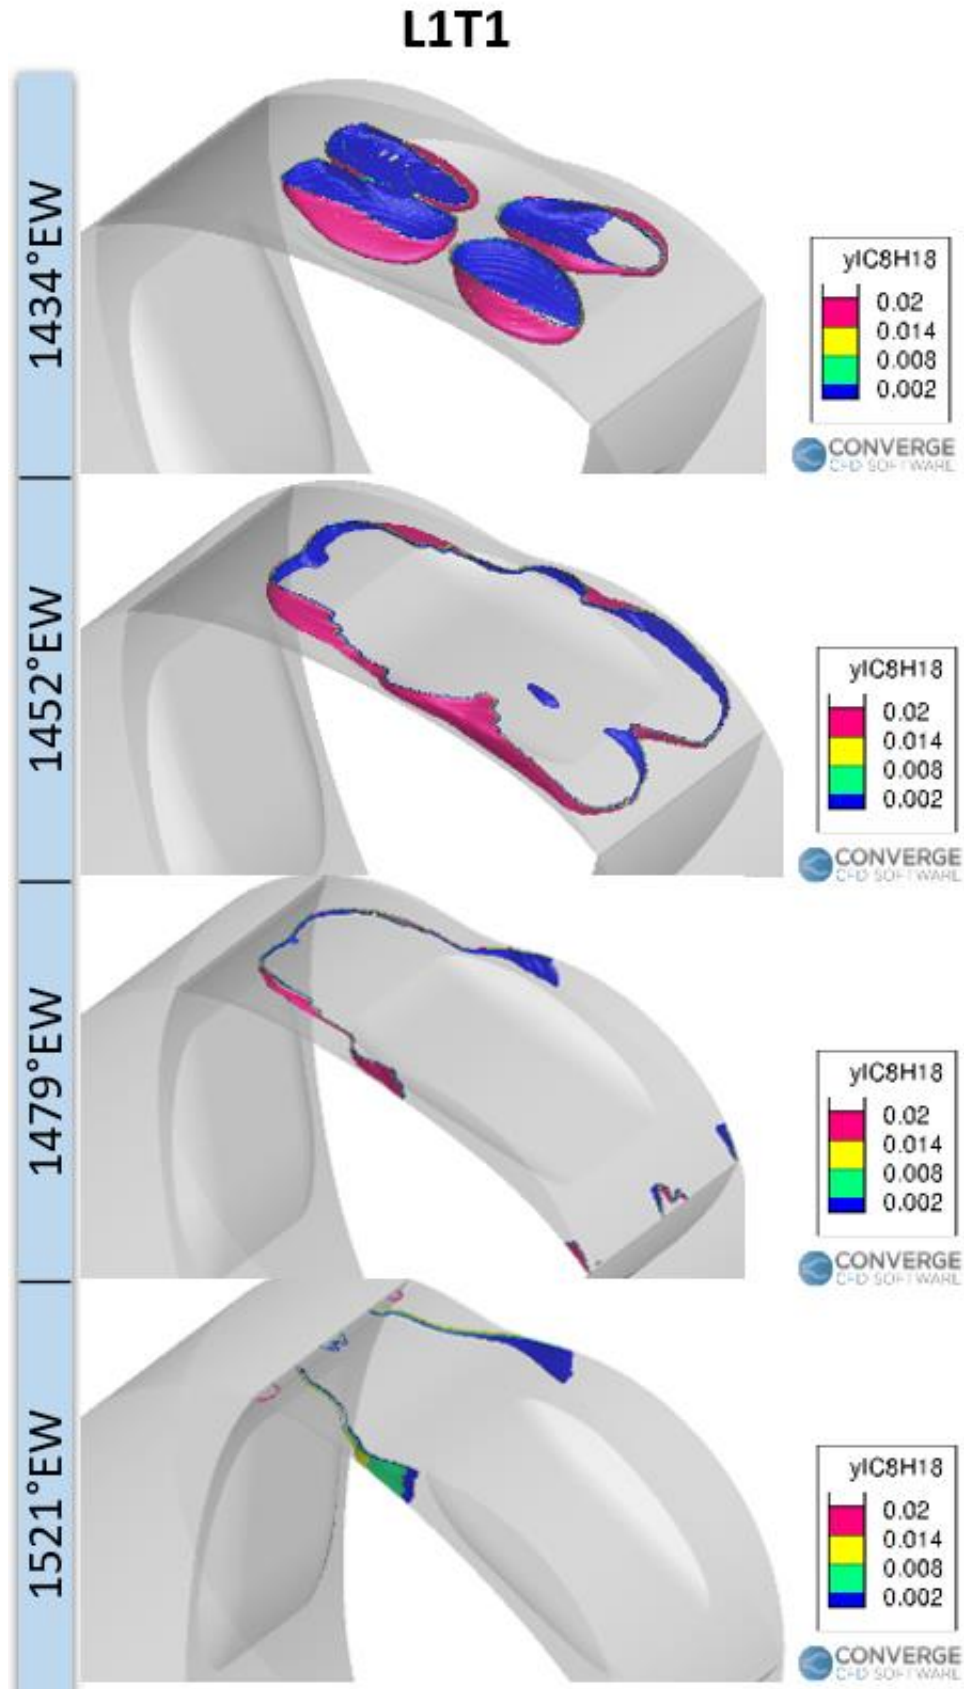 L1T1
1434°EW
yIC8H18
0.02
0.014
0.008
0.002
CONVERGE
CFD SOFTWARE
1452°EW
yIC8H18
0.02
0.014
0.008
0.002
CONVERGE
CFD SOFTWARE
1479°EW
yIC8H18
0.02
0.014
0.008
0.002
CONVERGE
CFD SOFTWARE
1521°EW
yIC8H18
0.02
0.014
0.008
0.002
CONVERGE
CFD SOFTWARE